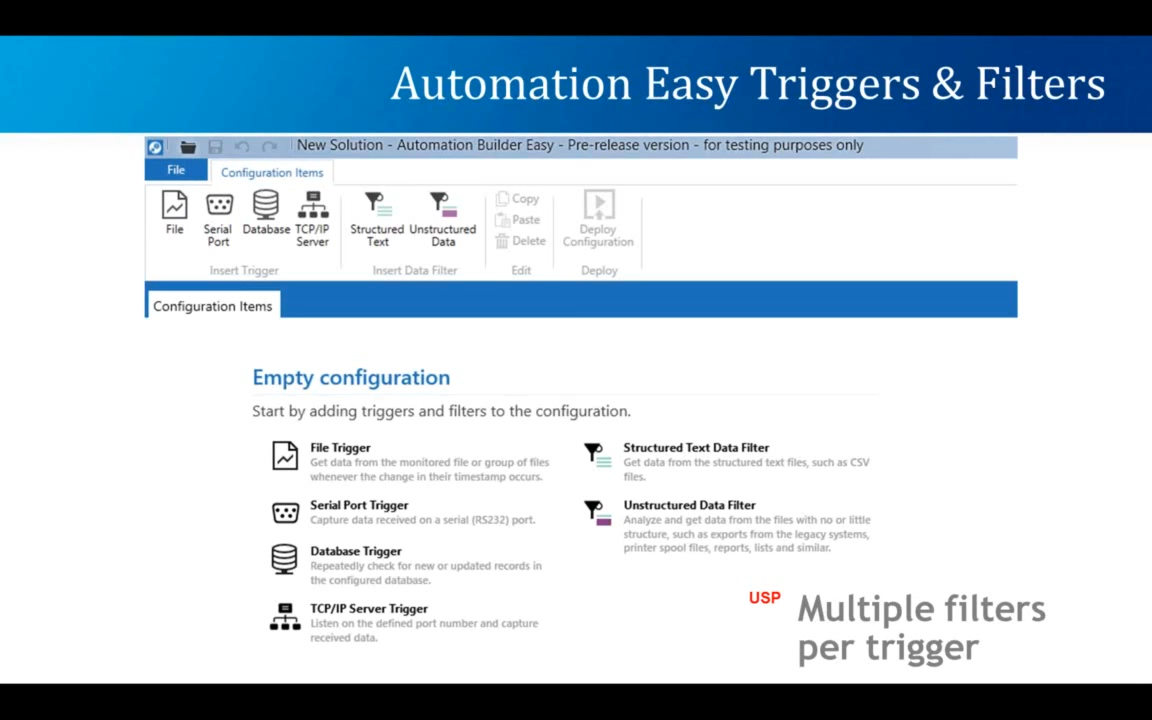 Automation Easy Triggers & Filters
New Solution - Automation Builder Easy - Pre-release version - for testing purposes only
File
Configuration Items
File
Serial
Port
Database
TCP/IP
Server
Insert Trigger
Structured
Text
Unstructured
Data
Insert Data Filter
Copy
Paste
Delete
Edit
Deploy
Configuration
Deploy
Configuration Items
Empty configuration
Start by adding triggers and filters to the configuration.
File Trigger
Get data from the monitored file or group of files
whenever the change in their timestamp occurs.
Serial Port Trigger
Capture data received on a serial (RS232) port.
Database Trigger
Repeatedly check for new or updated records in
the configured database.
TCP/IP Server Trigger
Listen on the defined port number and capture
received data.
Structured Text Data Filter
Get data from the structured text files, such as CSV
files.
Unstructured Data Filter
Analyze and get data from the files with no or little
structure, such as exports from the legacy systems,
printer spool files, reports, lists and similar.
USP
Multiple filters
per trigger